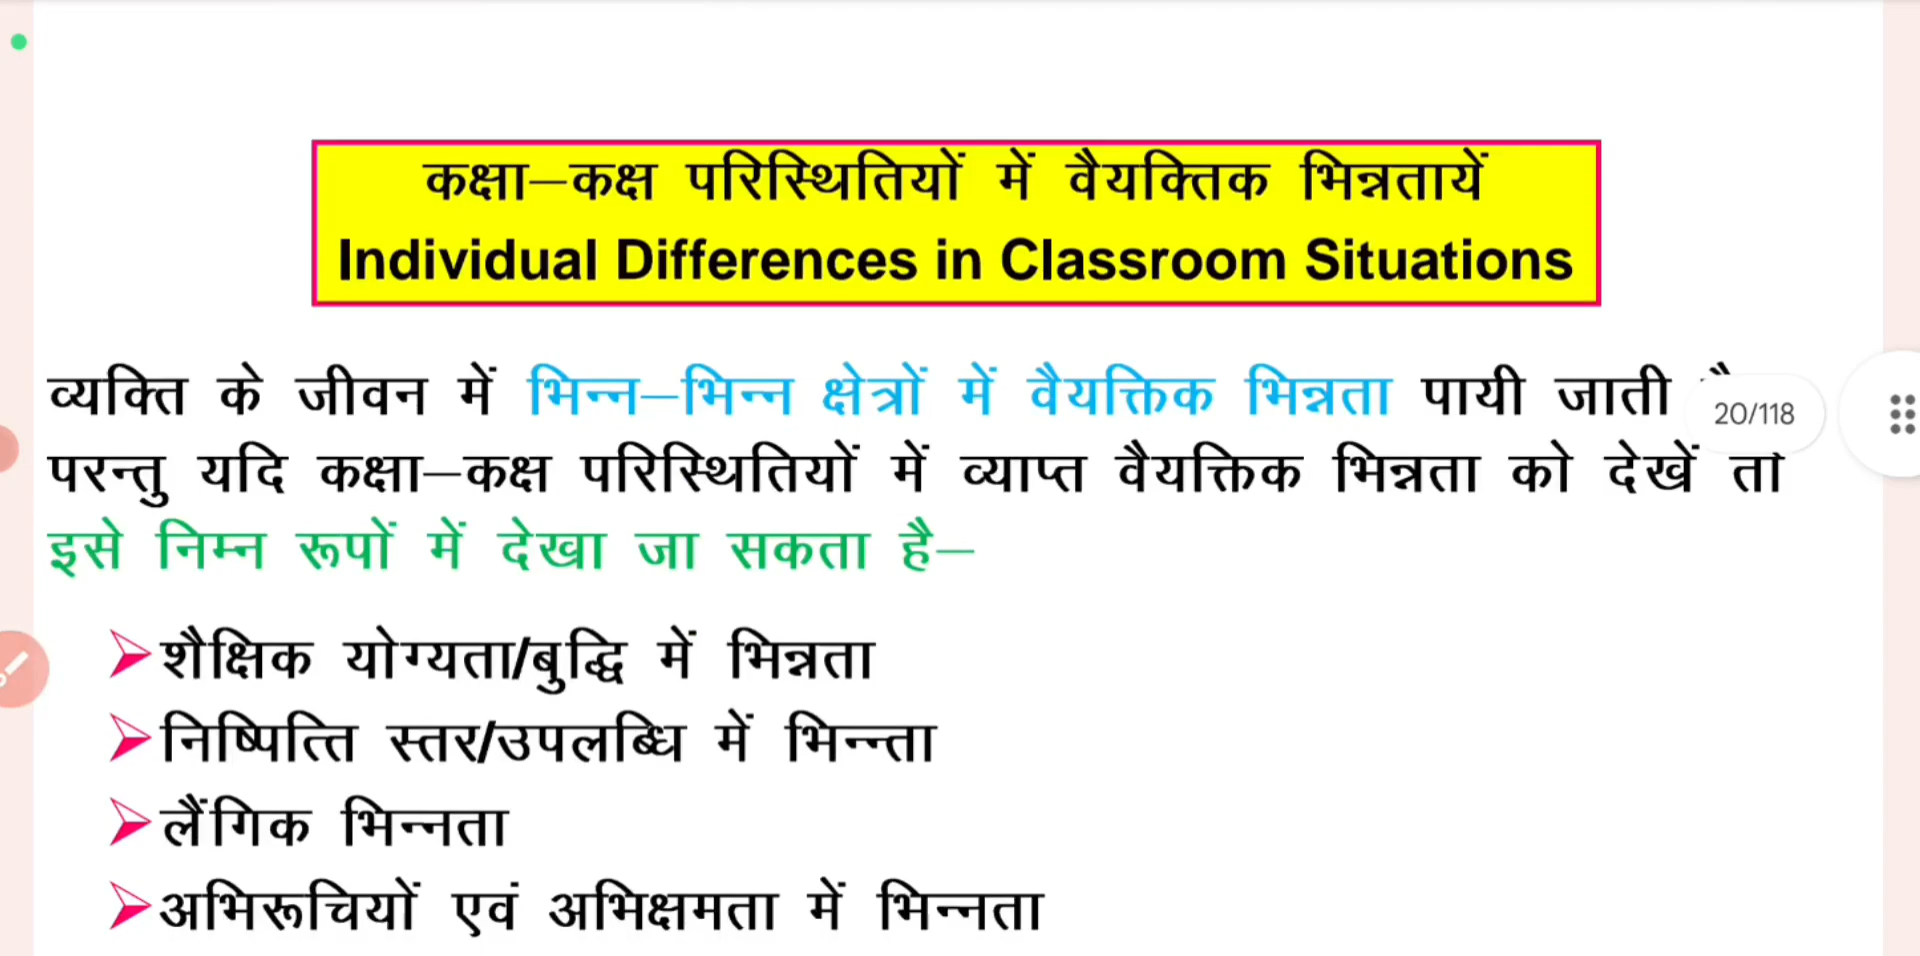 कक्षा–कक्ष परिस्थितियों में वैयक्तिक भिन्नतायें
Individual Differences in Classroom Situations
व्यक्ति के जीवन में भिन्न–भिन्न क्षेत्रों में वैयक्तिक भिन्नता पायी जाती
20/118
परन्तु यदि कक्षा–कक्ष परिस्थितियों में व्याप्त वैयक्तिक भिन्नता को देखें तो
इसे निम्न रूपों में देखा जा सकता है–
शैक्षिक योग्यता/बुद्धि में भिन्नता
निष्पित्ति स्तर/उपलब्धि में भिन्न्ता
लैंगिक भिन्नता
अभिरूचियों एवं अभिक्षमता में भिन्नता